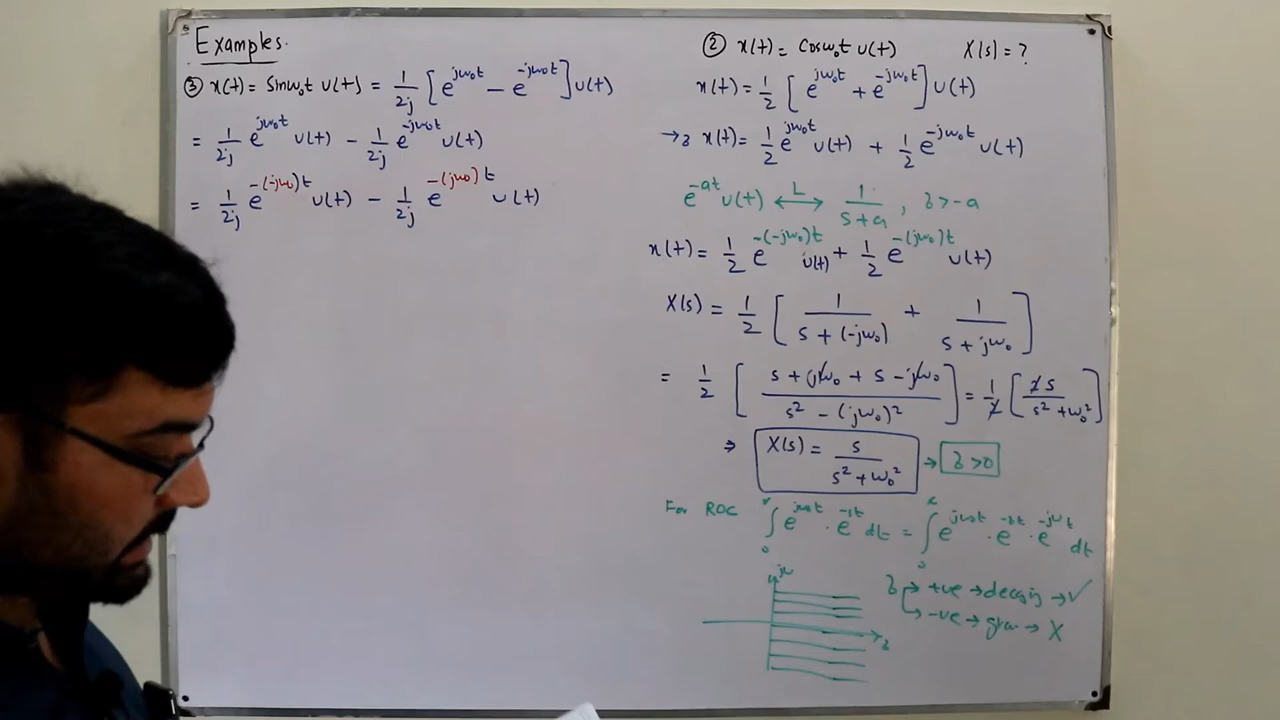 Examples.
③ x(t) = Sinω₀t u(t) = 1/2j [e^{jω₀t} − e^{−jω₀t}] u(t)
= 1/2j e^{jω₀t} u(t) − 1/2j e^{−jω₀t} u(t)
= 1/2j e^{−(−jω₀)t} u(t) − 1/2j e^{−(jω₀)t} u(t)
② x(t) = Cosω₀t u(t) X(s) = ?
x(t) = 1/2 [e^{jω₀t} + e^{−jω₀t}] u(t)
→ x(t) = 1/2 e^{jω₀t} u(t) + 1/2 e^{−jω₀t} u(t)
e^{−at} u(t) ⟷ L 1/(s+a), σ > −a
x(t) = 1/2 e^{−(−jω₀)t} u(t) + 1/2 e^{−(jω₀)t} u(t)
X(s) = 1/2 [1/(s + (−jω₀)) + 1/(s + jω₀)]
= 1/2 [(s + jω₀ + s − jω₀)/(s² − (jω₀)²)] = 1/2 [2s/(s² + ω₀²)]
⇒ X(s) = s/(s² + ω₀²) → σ > 0
For ROC ∫₀^∞ e^{jω₀t} · e^{−st} dt = ∫₀^∞ e^{jω₀t} · e^{−σt} · e^{−jωt} dt
jω
σ → +ve → → ✓
→ −ve → → X
σ